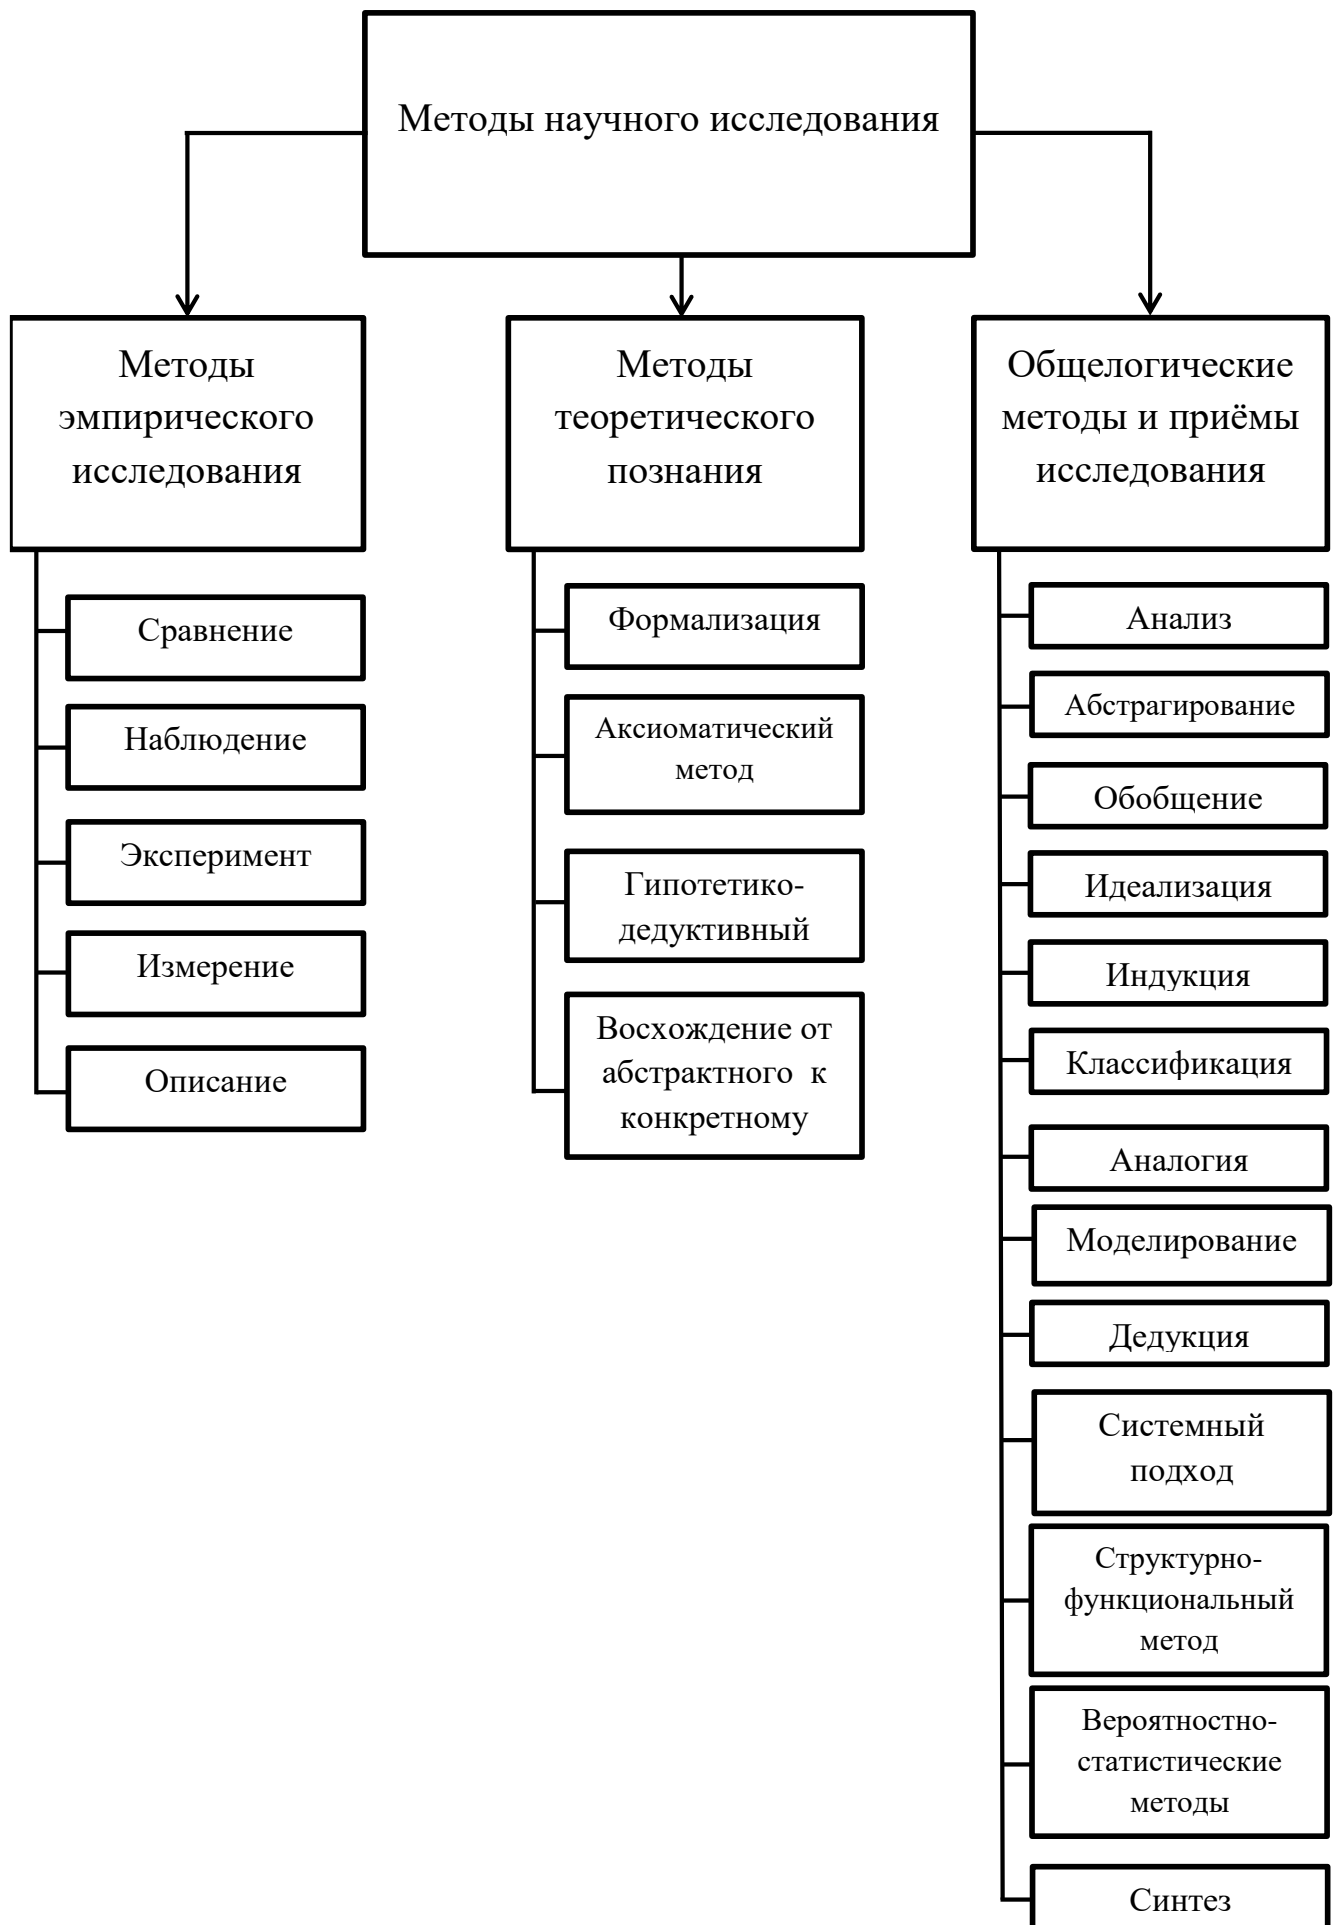 Методы научного исследования
Методы
эмпирического
исследования
Сравнение
Наблюдение
Эксперимент
Измерение
Описание
Методы
теоретического
познания
Формализация
Аксиоматический
метод
Гипотетико-
дедуктивный
Восхождение от
абстрактного к
конкретному
Общелогические
методы и приёмы
исследования
Анализ
Абстрагирование
Обобщение
Идеализация
Индукция
Классификация
Аналогия
Моделирование
Дедукция
Системный
подход
Структурно-
функциональный
метод
Вероятностно-
статистические
методы
Синтез